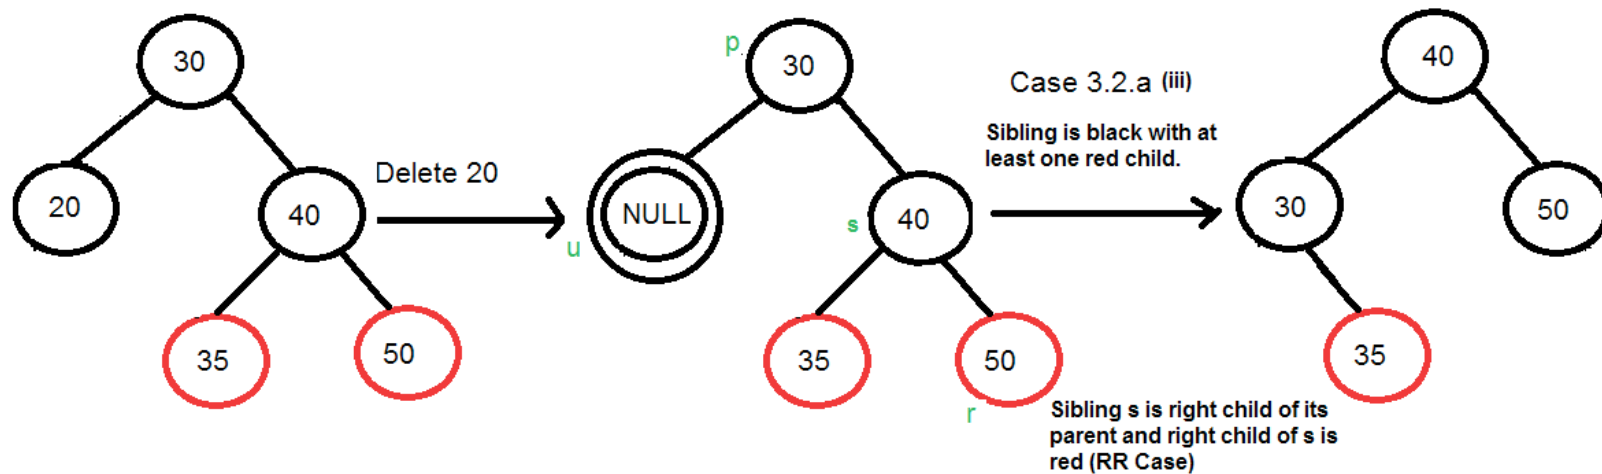 30
20
40
35
50
Delete 20
p
30
NULL
u
s
40
35
50
r
Case 3.2.a (iii)
Sibling is black with at
least one red child.
Sibling s is right child of its
parent and right child of s is
red (RR Case)
40
30
50
35